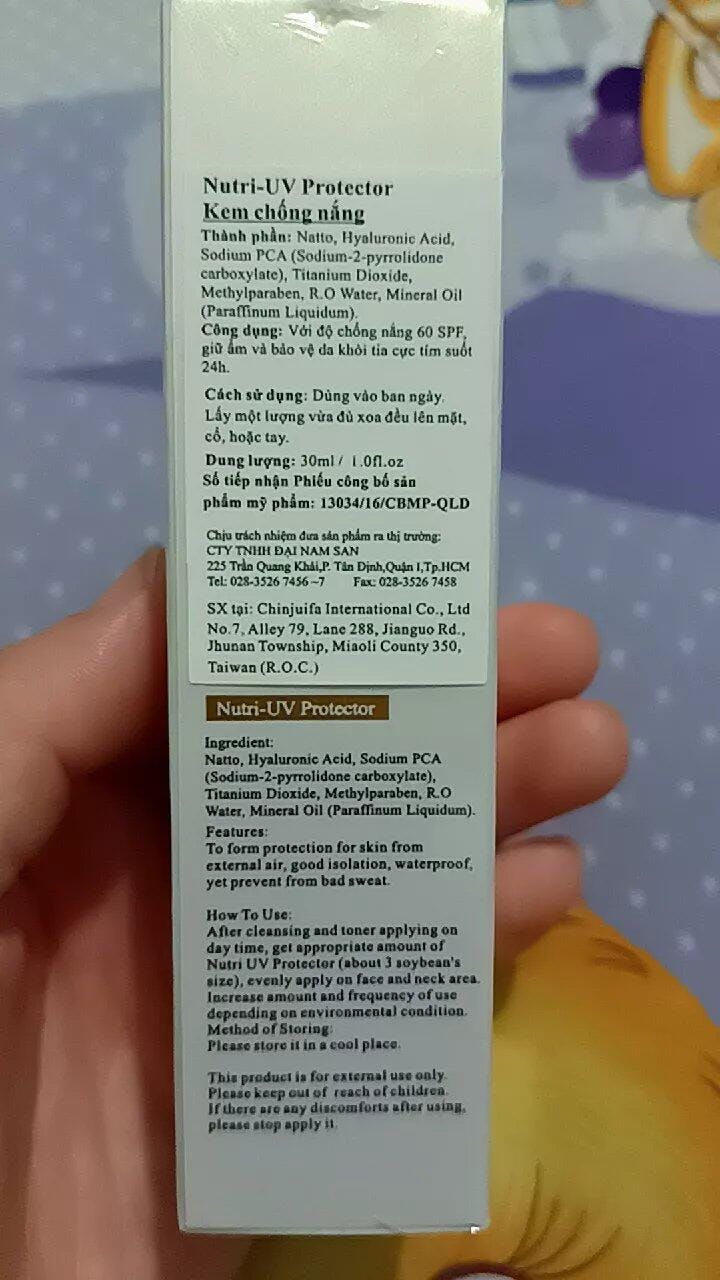 Nutri-UV Protector
Kem chống nắng
Thành phần: Natto, Hyaluronic Acid,
Sodium PCA (Sodium-2-pyrrolidone
carboxylate), Titanium Dioxide,
Methylparaben, R.O Water, Mineral Oil
(Paraffinum Liquidum).
Công dụng: Với độ chống nắng 60 SPF,
giữ ẩm và bảo vệ da khỏi tia cực tím suốt
24h.
Cách sử dụng: Dùng vào ban ngày.
Lấy một lượng vừa đủ xoa đều lên mặt,
cổ, hoặc tay.
Dung lượng: 30ml / 1.0fl.oz
Số tiếp nhận Phiếu công bố sản
phẩm mỹ phẩm: 13034/16/CBMP-QLD
Chịu trách nhiệm đưa sản phẩm ra thị trường:
CTY TNHH ĐẠI NAM SAN
225 Trần Quang Khải,P. Tân Định,Quận 1,Tp.HCM
Tel: 028-3526 7456 –7 Fax: 028-3526 7458
SX tại: Chinjuifa International Co., Ltd
No.7, Alley 79, Lane 288, Jianguo Rd.,
Jhunan Township, Miaoli County 350,
Taiwan (R.O.C.)
Nutri-UV Protector
Ingredient:
Natto, Hyaluronic Acid, Sodium PCA
(Sodium-2-pyrrolidone carboxylate),
Titanium Dioxide, Methylparaben, R.O
Water, Mineral Oil (Paraffinum Liquidum).
Features:
To form protection for skin from
external air, good isolation, waterproof,
yet prevent from bad sweat.
How To Use:
After cleansing and toner applying on
day time, get appropriate amount of
Nutri UV Protector (about 3 soybean's
size), evenly apply on face and neck area.
Increase amount and frequency of use
depending on environmental condition.
Method of Storing:
Please store it in a cool place.
This product is for external use only.
Please keep out of reach of children.
If there are any discomforts after using,
please stop apply it.